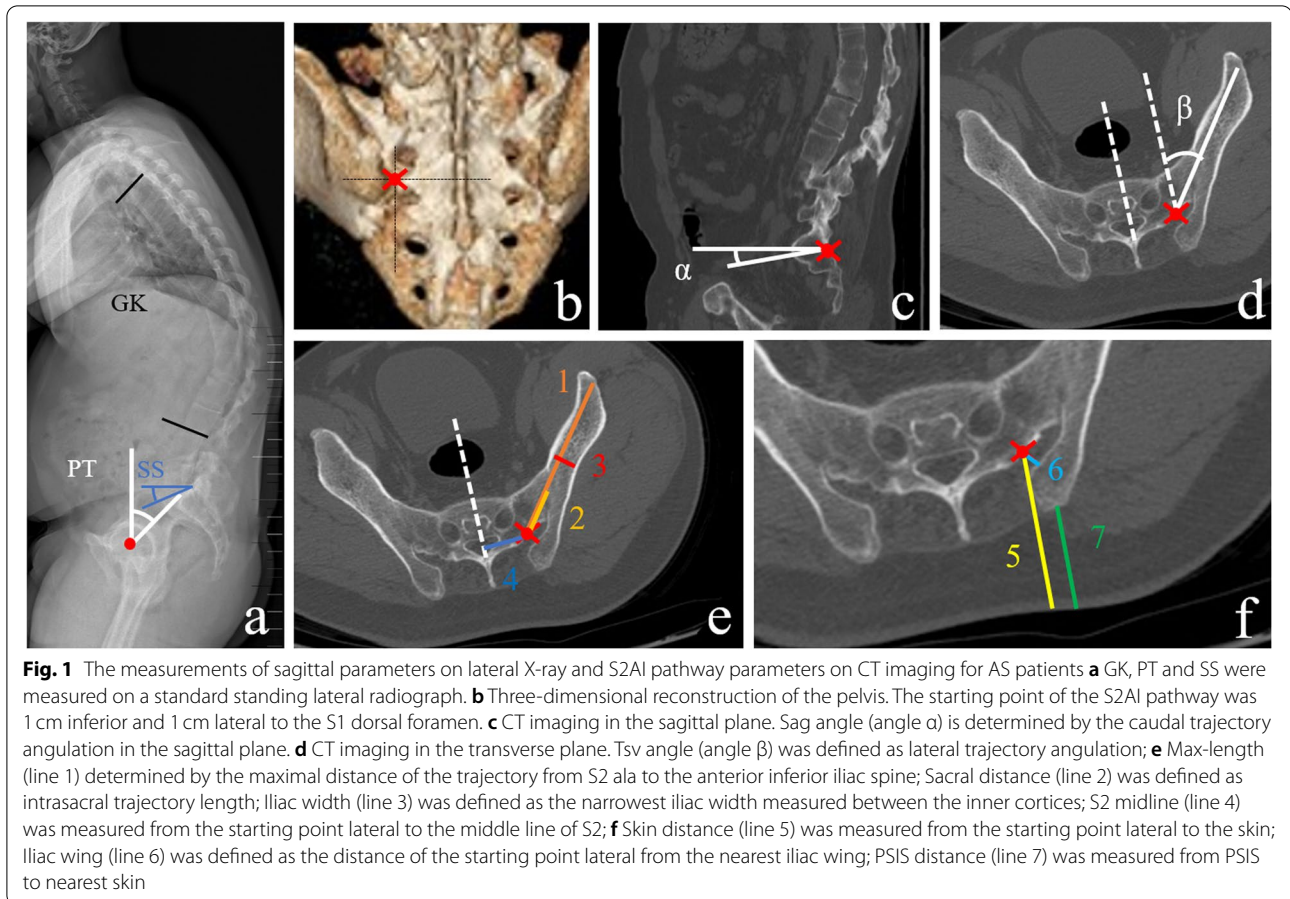 GK
PT
SS
a
b
α
c
β
d
1
3
2
4
e
6
5
7
f
Fig. 1 The measurements of sagittal parameters on lateral X-ray and S2AI pathway parameters on CT imaging for AS patients a GK, PT and SS were
measured on a standard standing lateral radiograph. b Three-dimensional reconstruction of the pelvis. The starting point of the S2AI pathway was
1 cm inferior and 1 cm lateral to the S1 dorsal foramen. c CT imaging in the sagittal plane. Sag angle (angle α) is determined by the caudal trajectory
angulation in the sagittal plane. d CT imaging in the transverse plane. Tsv angle (angle β) was defined as lateral trajectory angulation; e Max-length
(line 1) determined by the maximal distance of the trajectory from S2 ala to the anterior inferior iliac spine; Sacral distance (line 2) was defined as
intrasacral trajectory length; Iliac width (line 3) was defined as the narrowest iliac width measured between the inner cortices; S2 midline (line 4)
was measured from the starting point lateral to the middle line of S2; f Skin distance (line 5) was measured from the starting point lateral to the skin;
Iliac wing (line 6) was defined as the distance of the starting point lateral from the nearest iliac wing; PSIS distance (line 7) was measured from PSIS
to nearest skin